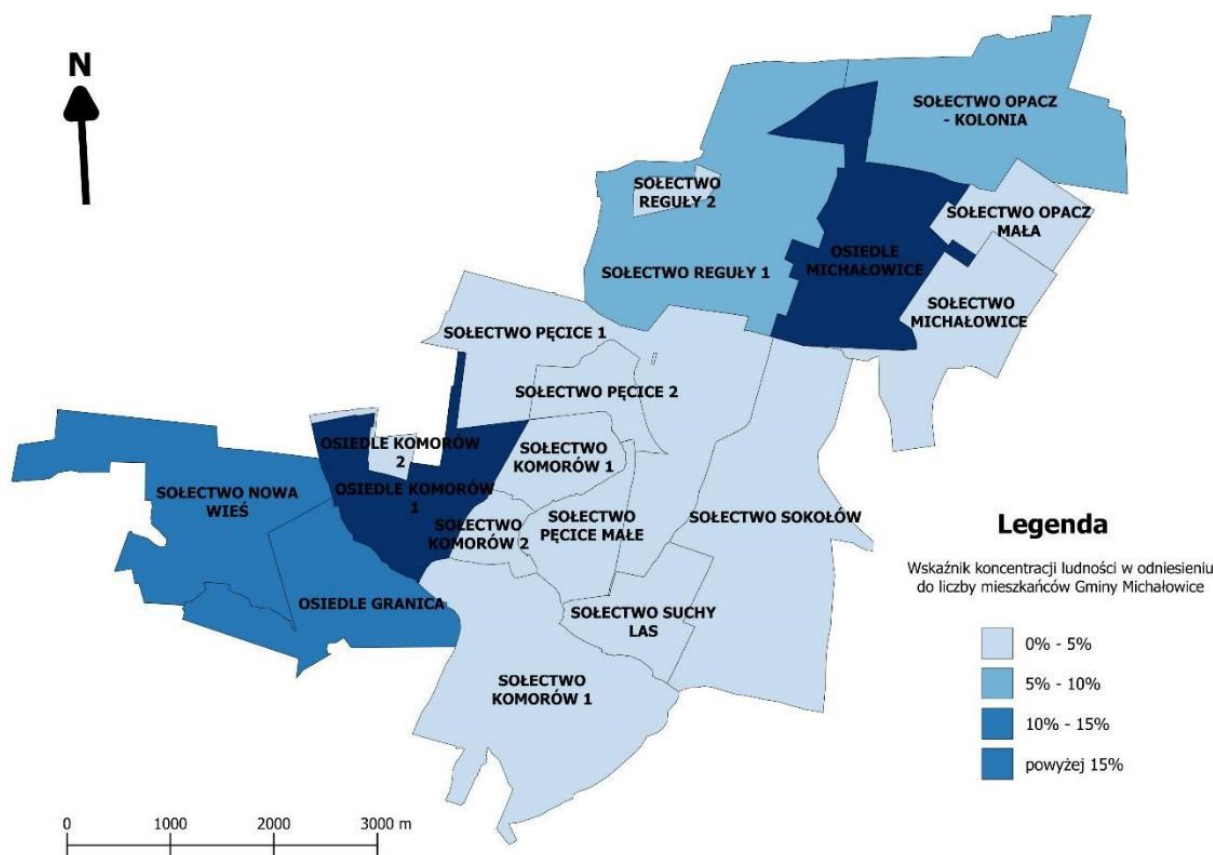 N
SOŁECTWO OPACZ
- KOLONIA
SOŁECTWO
REGUŁY 2
SOŁECTWO OPACZ
MAŁA
OSIEDLE
MICHAŁOWICE
SOŁECTWO REGUŁY 1
SOŁECTWO
MICHAŁOWICE
SOŁECTWO PĘCICE 1
SOŁECTWO PĘCICE 2
OSIEDLE KOMORÓW
2
SOŁECTWO
KOMORÓW 1
OSIEDLE KOMORÓW
1
SOŁECTWO NOWA
WIEŚ
SOŁECTWO
KOMORÓW 2
SOŁECTWO
PĘCICE MAŁE
SOŁECTWO SOKOŁÓW
OSIEDLE GRANICA
SOŁECTWO SUCHY
LAS
SOŁECTWO
KOMORÓW 1
Legenda
Wskaźnik koncentracji ludności w odniesieniu
do liczby mieszkańców Gminy Michałowice
0% - 5%
5% - 10%
10% - 15%
powyżej 15%
0 1000 2000 3000 m